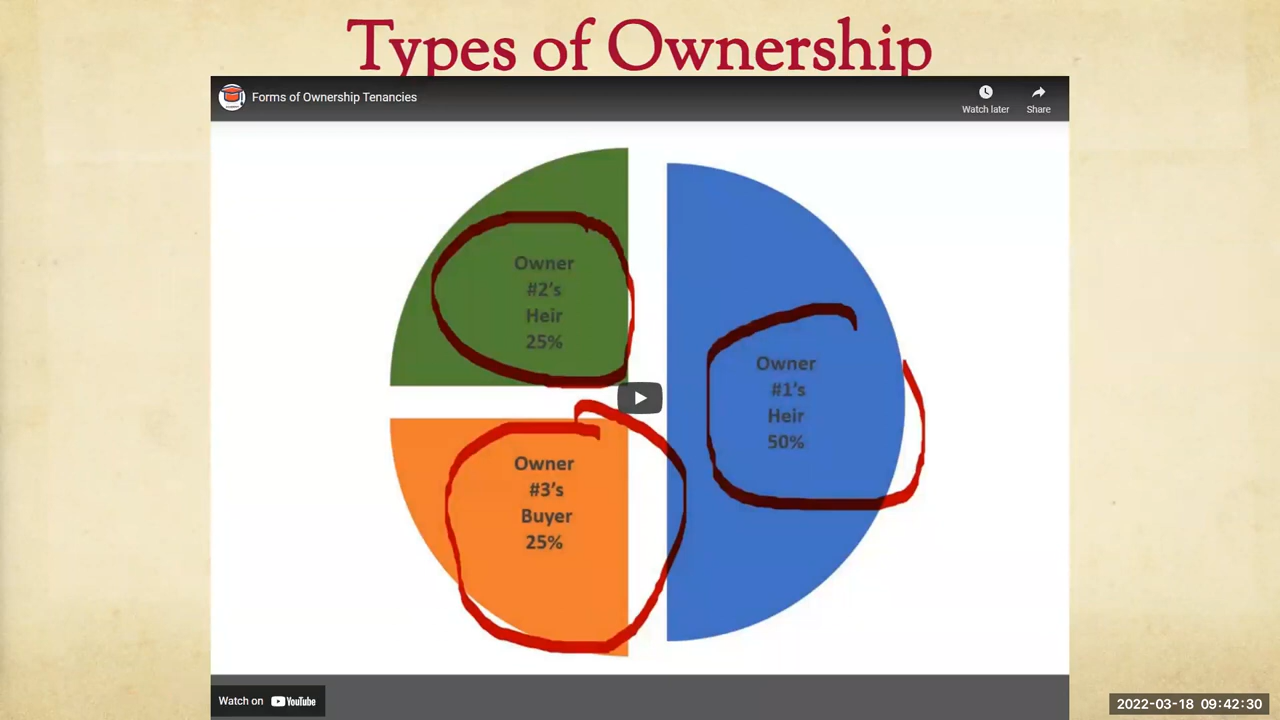 Types of Ownership
Forms of Ownership Tenancies
Watch later
Share
Owner
#2's
Heir
25%
Owner
#1's
Heir
50%
Owner
#3's
Buyer
25%
Watch on YouTube
2022-03-18 09:42:30